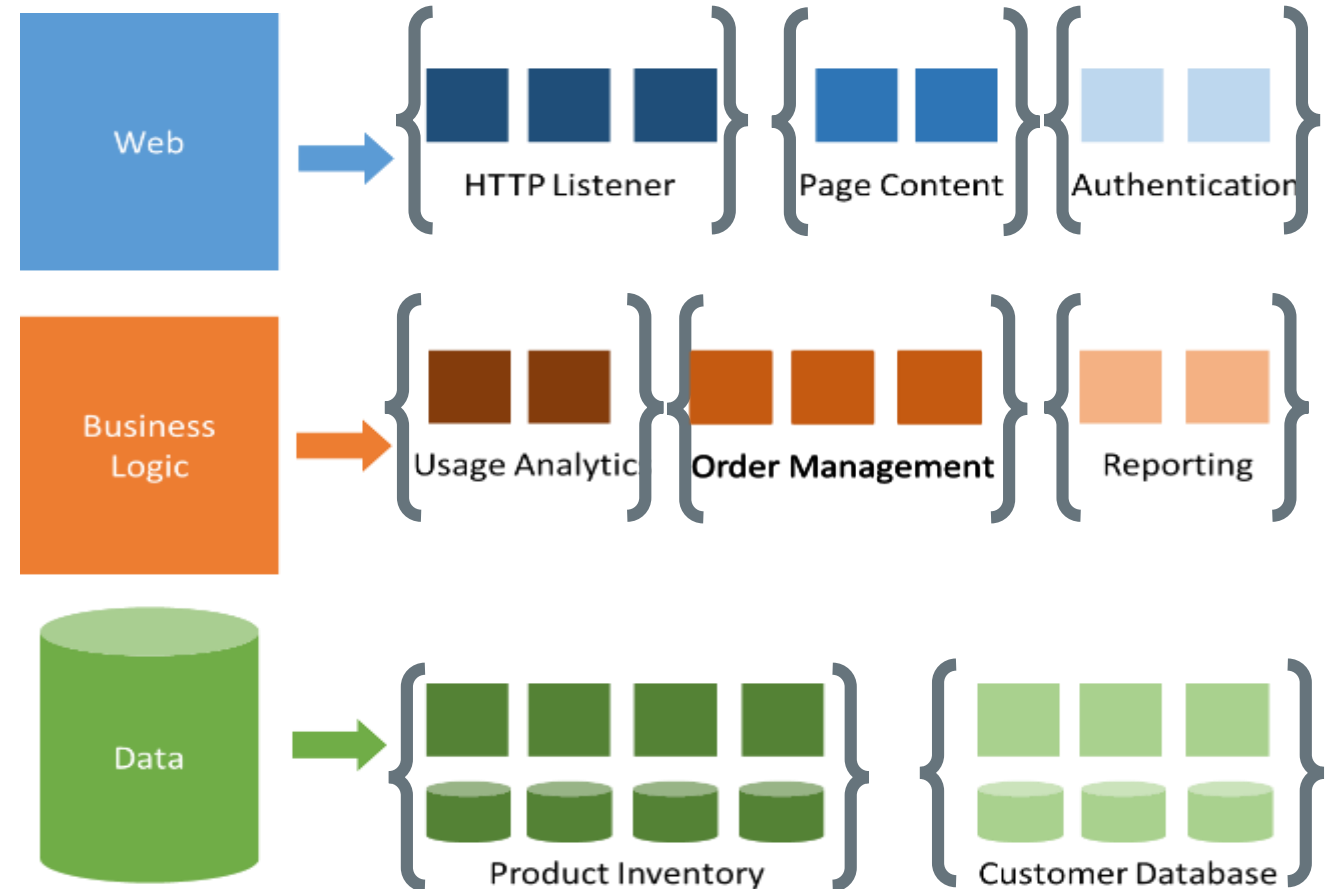 Web
HTTP Listener
Page Content
Authentication
Business
Logic
Usage Analytic
Order Management
Reporting
Data
Product Inventory
Customer Database